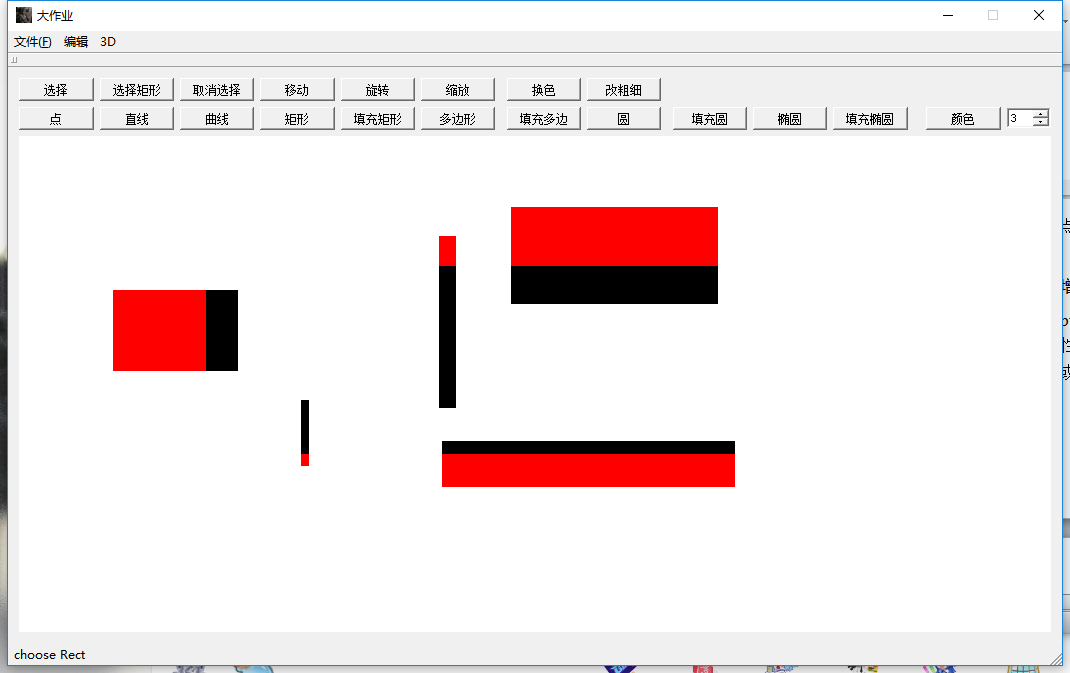 大作业
文件(F) 编辑 3D
选择 选择矩形 取消选择 移动 旋转 缩放 换色 改粗细
点 直线 曲线 矩形 填充矩形 多边形 填充多边 圆 填充圆 椭圆 填充椭圆 颜色 3
choose Rect